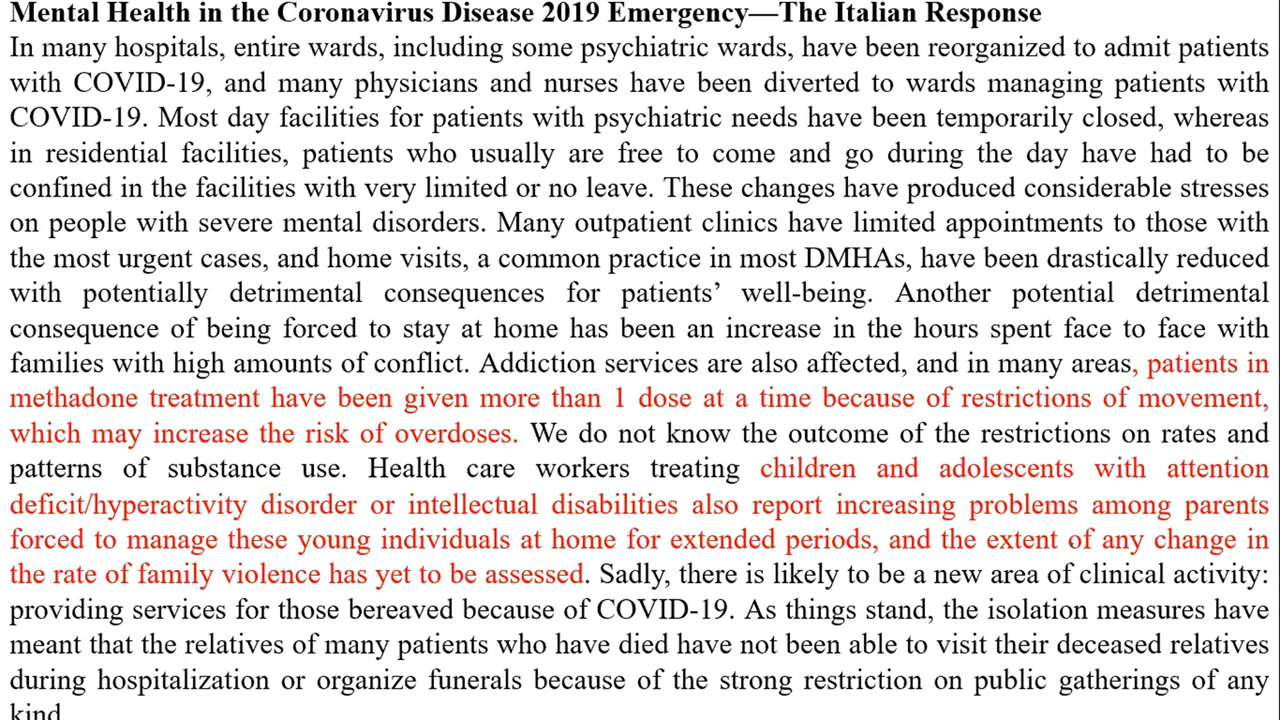 Mental Health in the Coronavirus Disease 2019 Emergency—The Italian Response
In many hospitals, entire wards, including some psychiatric wards, have been reorganized to admit patients
with COVID-19, and many physicians and nurses have been diverted to wards managing patients with
COVID-19. Most day facilities for patients with psychiatric needs have been temporarily closed, whereas
in residential facilities, patients who usually are free to come and go during the day have had to be
confined in the facilities with very limited or no leave. These changes have produced considerable stresses
on people with severe mental disorders. Many outpatient clinics have limited appointments to those with
the most urgent cases, and home visits, a common practice in most DMHAs, have been drastically reduced
with potentially detrimental consequences for patients’ well-being. Another potential detrimental
consequence of being forced to stay at home has been an increase in the hours spent face to face with
families with high amounts of conflict. Addiction services are also affected, and in many areas, patients in
methadone treatment have been given more than 1 dose at a time because of restrictions of movement,
which may increase the risk of overdoses. We do not know the outcome of the restrictions on rates and
patterns of substance use. Health care workers treating children and adolescents with attention
deficit/hyperactivity disorder or intellectual disabilities also report increasing problems among parents
forced to manage these young individuals at home for extended periods, and the extent of any change in
the rate of family violence has yet to be assessed. Sadly, there is likely to be a new area of clinical activity:
providing services for those bereaved because of COVID-19. As things stand, the isolation measures have
meant that the relatives of many patients who have died have not been able to visit their deceased relatives
during hospitalization or organize funerals because of the strong restriction on public gatherings of any
kind